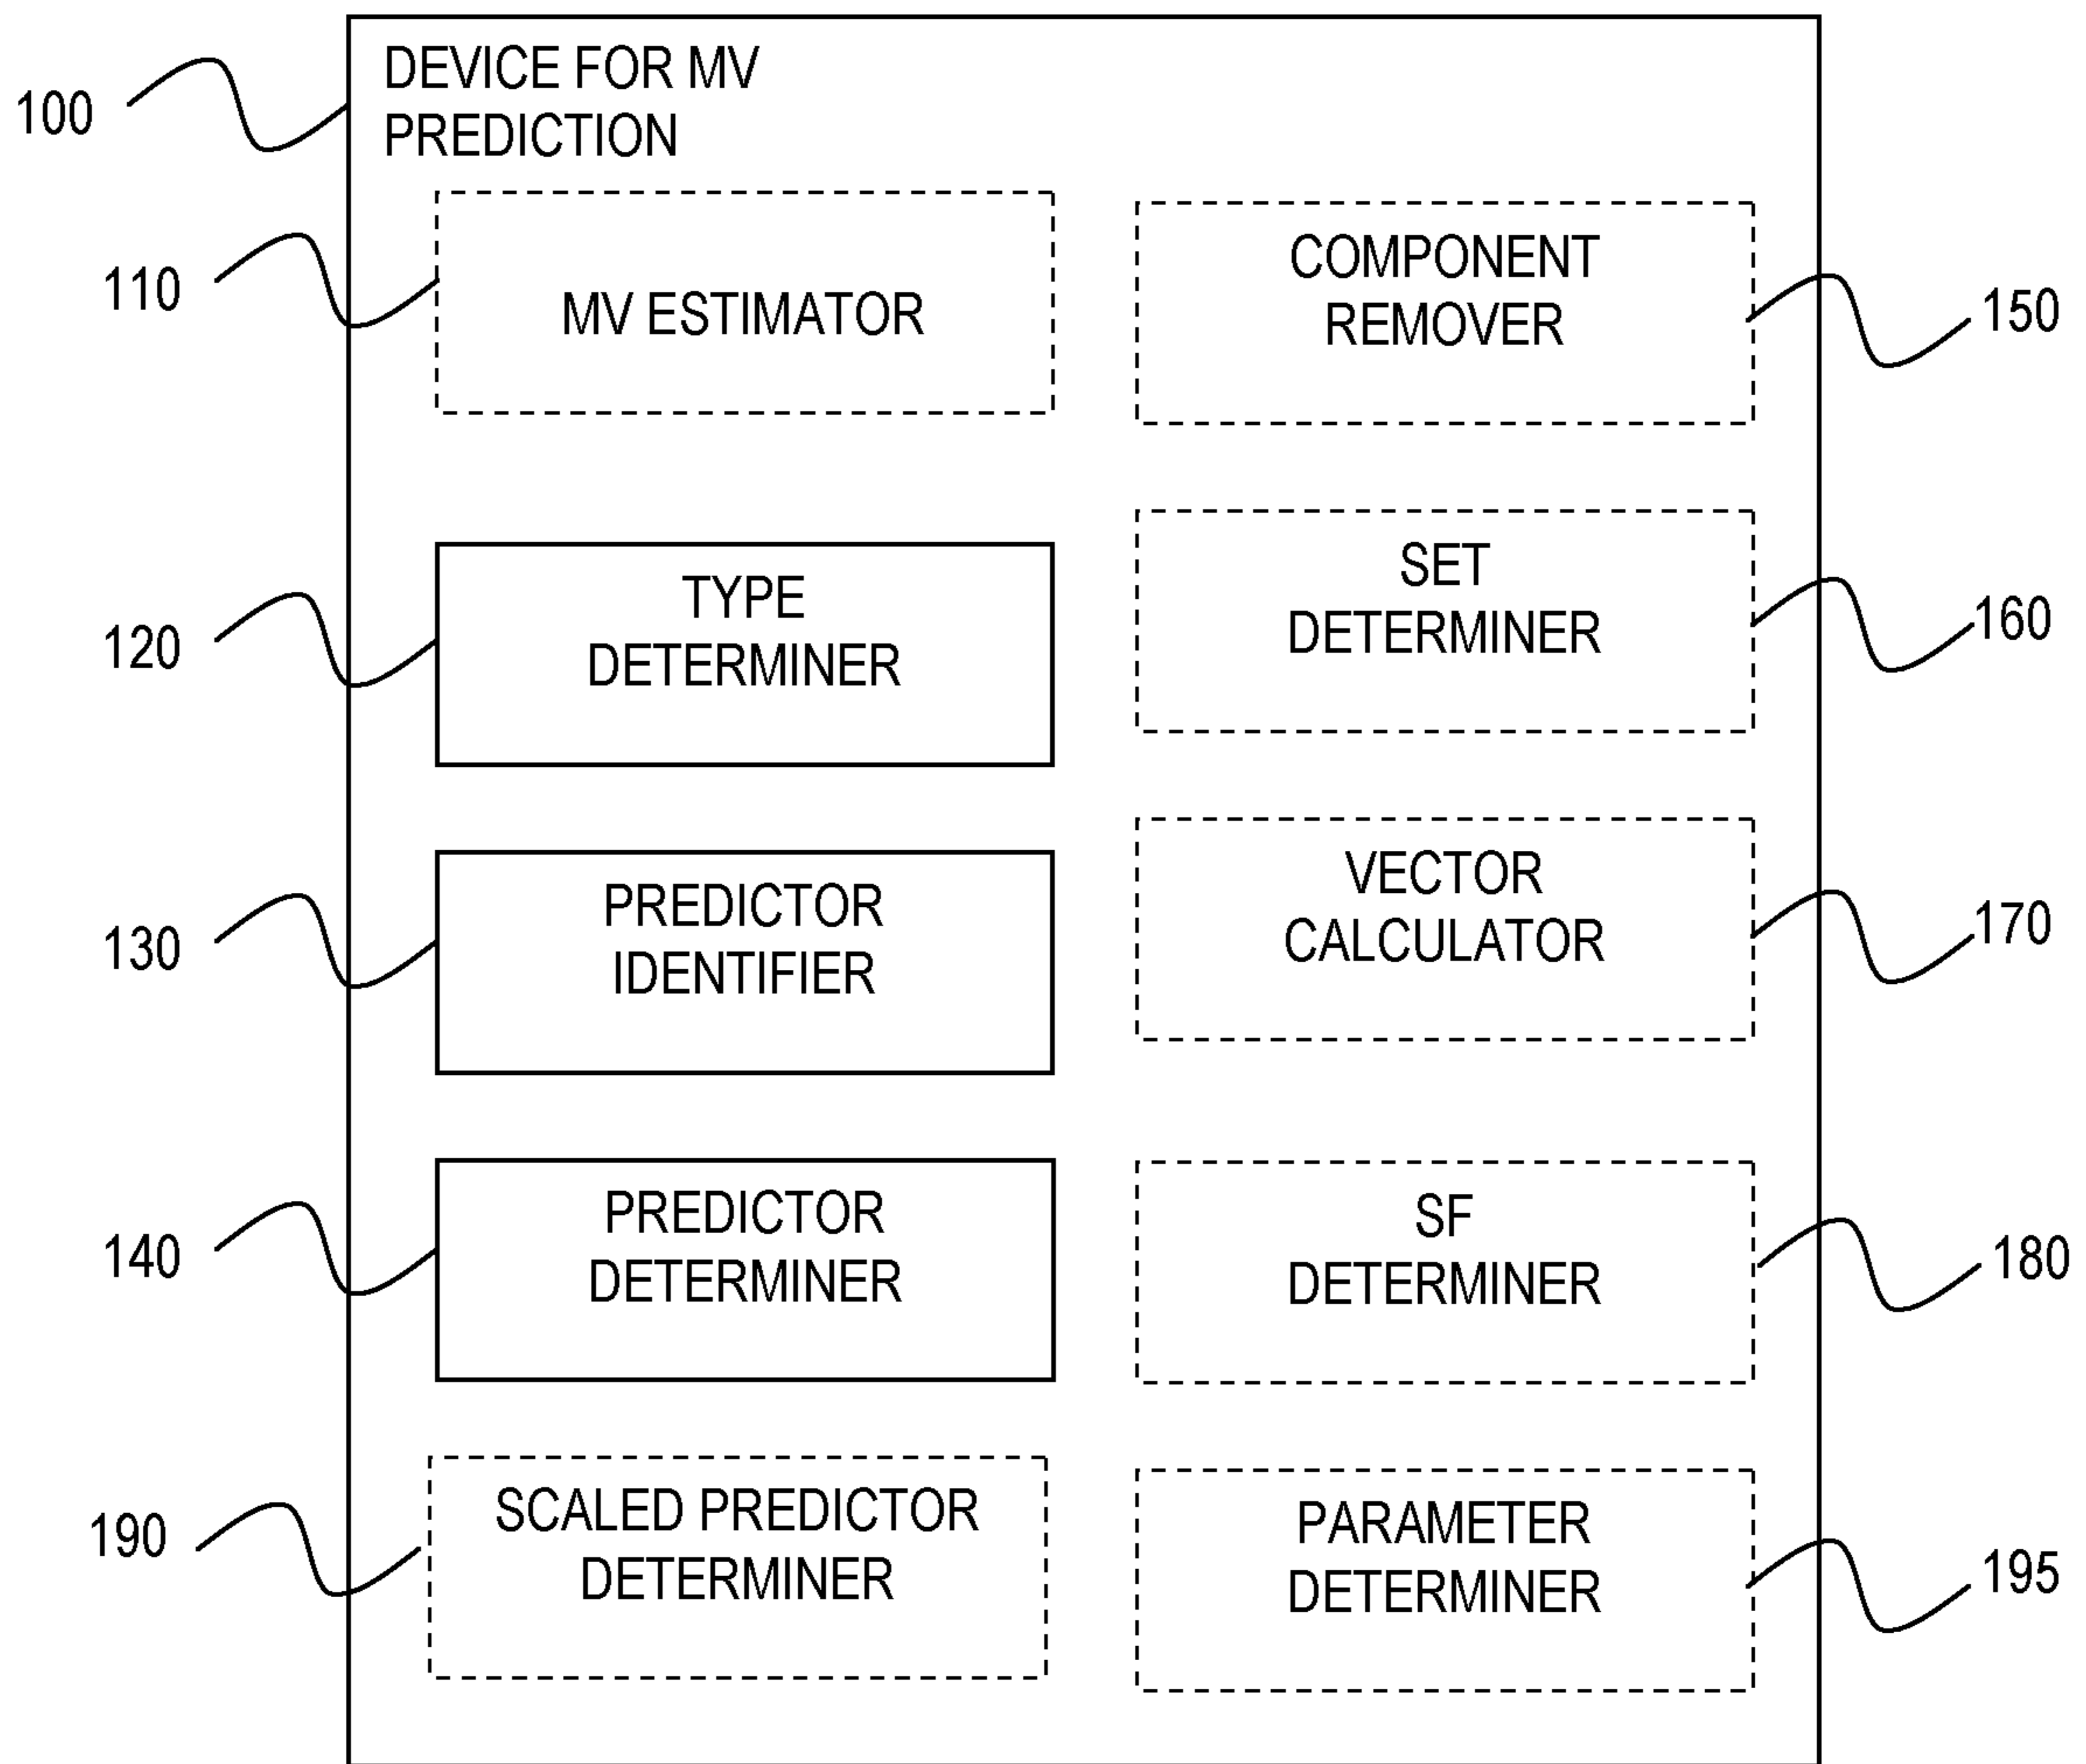 DEVICE FOR MV
PREDICTION
100
110
MV ESTIMATOR
COMPONENT
REMOVER
150
120
TYPE
DETERMINER
SET
DETERMINER
160
130
PREDICTOR
IDENTIFIER
VECTOR
CALCULATOR
170
140
PREDICTOR
DETERMINER
SF
DETERMINER
180
190
SCALED PREDICTOR
DETERMINER
PARAMETER
DETERMINER
195